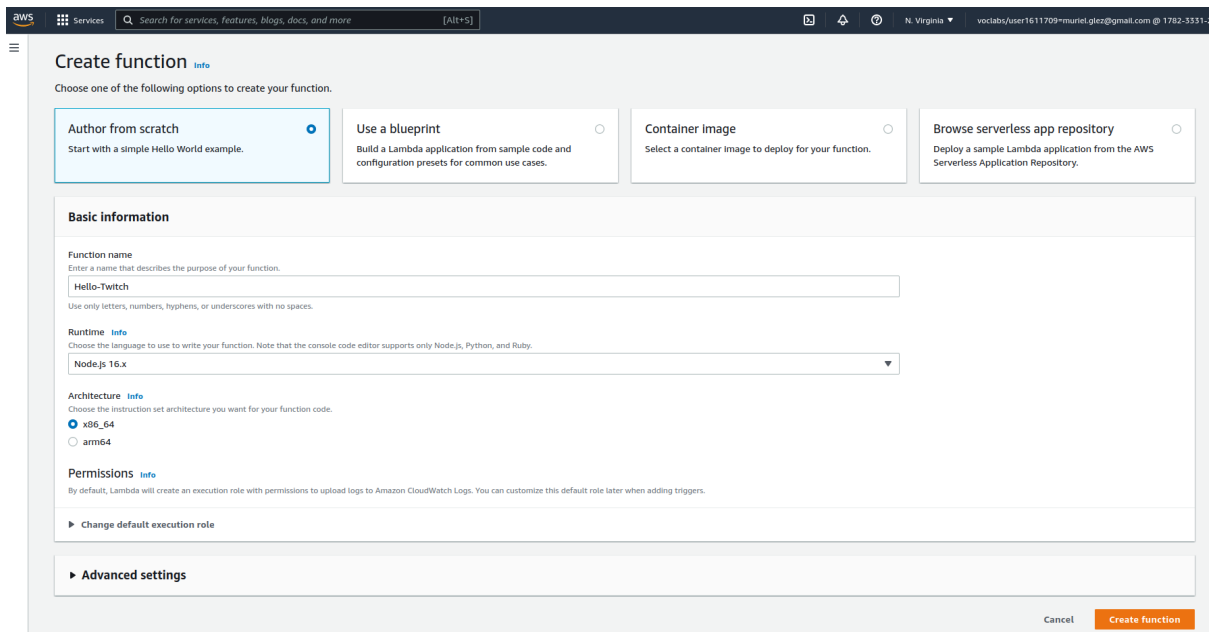 aws
Services
Search for services, features, blogs, docs, and more
[Alt+S]
N. Virginia
voclabs/user1611709=muriel.glez@gmail.com @ 1782-3331-
Create function Info
Choose one of the following options to create your function.
Author from scratch
Start with a simple Hello World example.
Use a blueprint
Build a Lambda application from sample code and
configuration presets for common use cases.
Container image
Select a container image to deploy for your function.
Browse serverless app repository
Deploy a sample Lambda application from the AWS
Serverless Application Repository.
Basic information
Function name
Enter a name that describes the purpose of your function.
Hello-Twitch
Use only letters, numbers, hyphens, or underscores with no spaces.
Runtime Info
Choose the language to use to write your function. Note that the console code editor supports only Node.js, Python, and Ruby.
Node.js 16.x
Architecture Info
Choose the instruction set architecture you want for your function code.
x86_64
arm64
Permissions Info
By default, Lambda will create an execution role with permissions to upload logs to Amazon CloudWatch Logs. You can customize this default role later when adding triggers.
Change default execution role
Advanced settings
Cancel
Create function